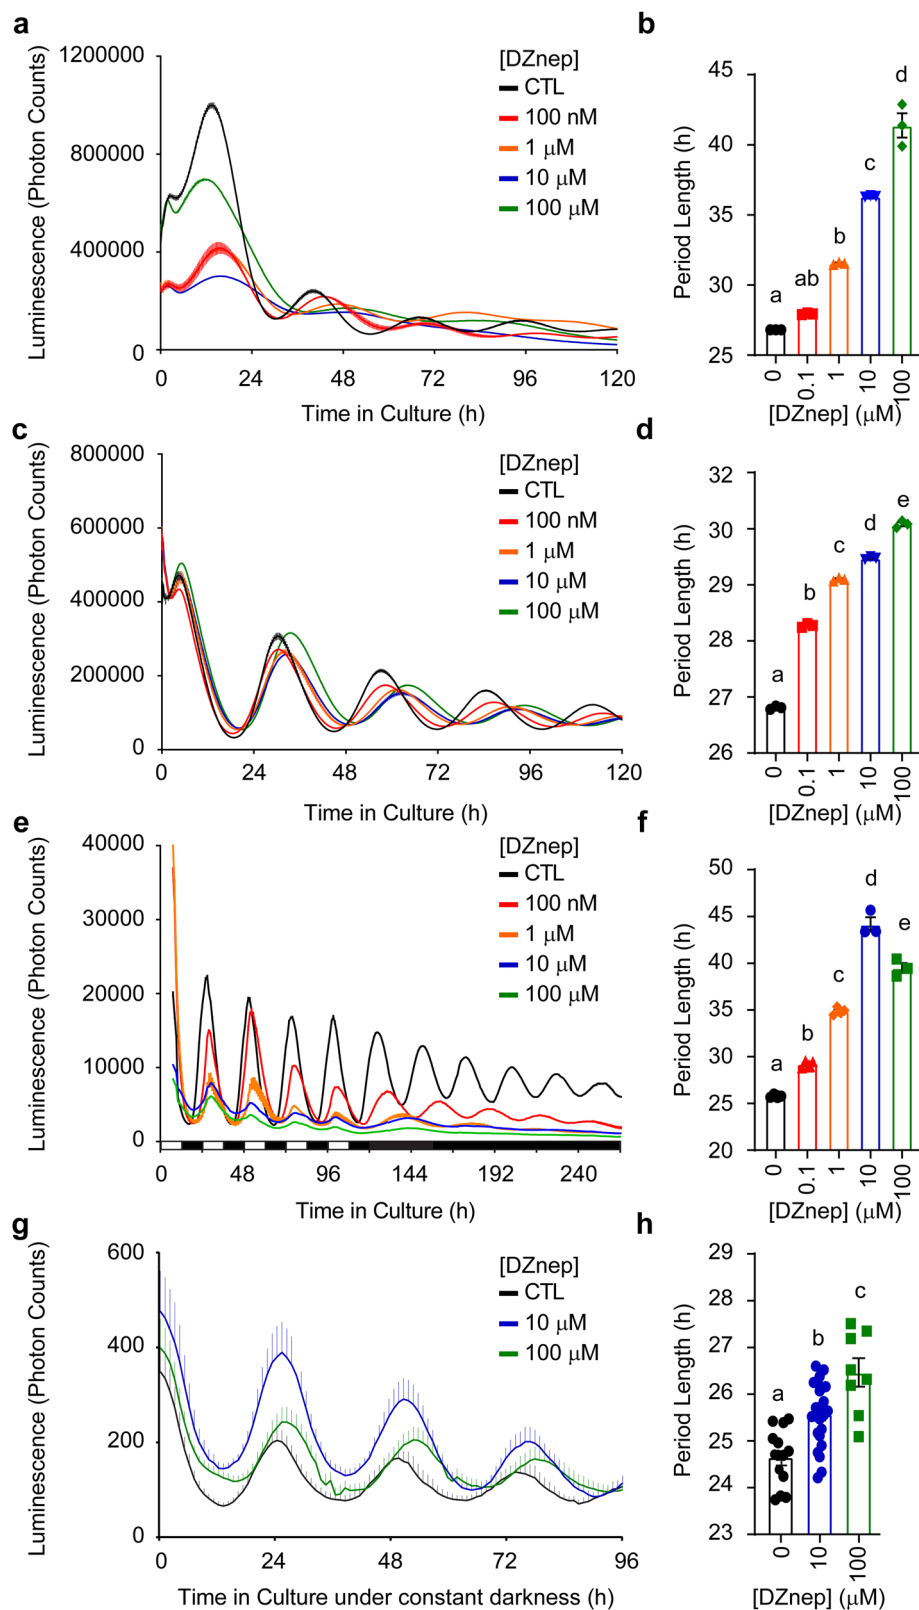 a
Luminescence (Photon Counts)
1200000
800000
400000
0
0 24 48 72 96 120
Time in Culture (h)
[DZnep]
CTL
100 nM
1 μM
10 μM
100 μM
b
Period Length (h)
45
40
35
30
25
a ab b c d
0 0.1 1 10 100
[DZnep] (μM)
c
Luminescence (Photon Counts)
800000
600000
400000
200000
0
0 24 48 72 96 120
Time in Culture (h)
[DZnep]
CTL
100 nM
1 μM
10 μM
100 μM
d
Period Length (h)
32
30
29
28
27
26
a b c d e
0 0.1 1 10 100
[DZnep] (μM)
e
Luminescence (Photon Counts)
40000
30000
20000
10000
0
0 48 96 144 192 240
Time in Culture (h)
[DZnep]
CTL
100 nM
1 μM
10 μM
100 μM
f
Period Length (h)
50
45
40
30
25
20
a b c d e
0 0.1 1 10 100
[DZnep] (μM)
g
Luminescence (Photon Counts)
600
400
200
0
0 24 48 72 96
Time in Culture under constant darkness (h)
[DZnep]
CTL
10 μM
100 μM
h
Period Length (h)
29
28
27
26
25
24
23
a b c
0 10 100
[DZnep] (μM)